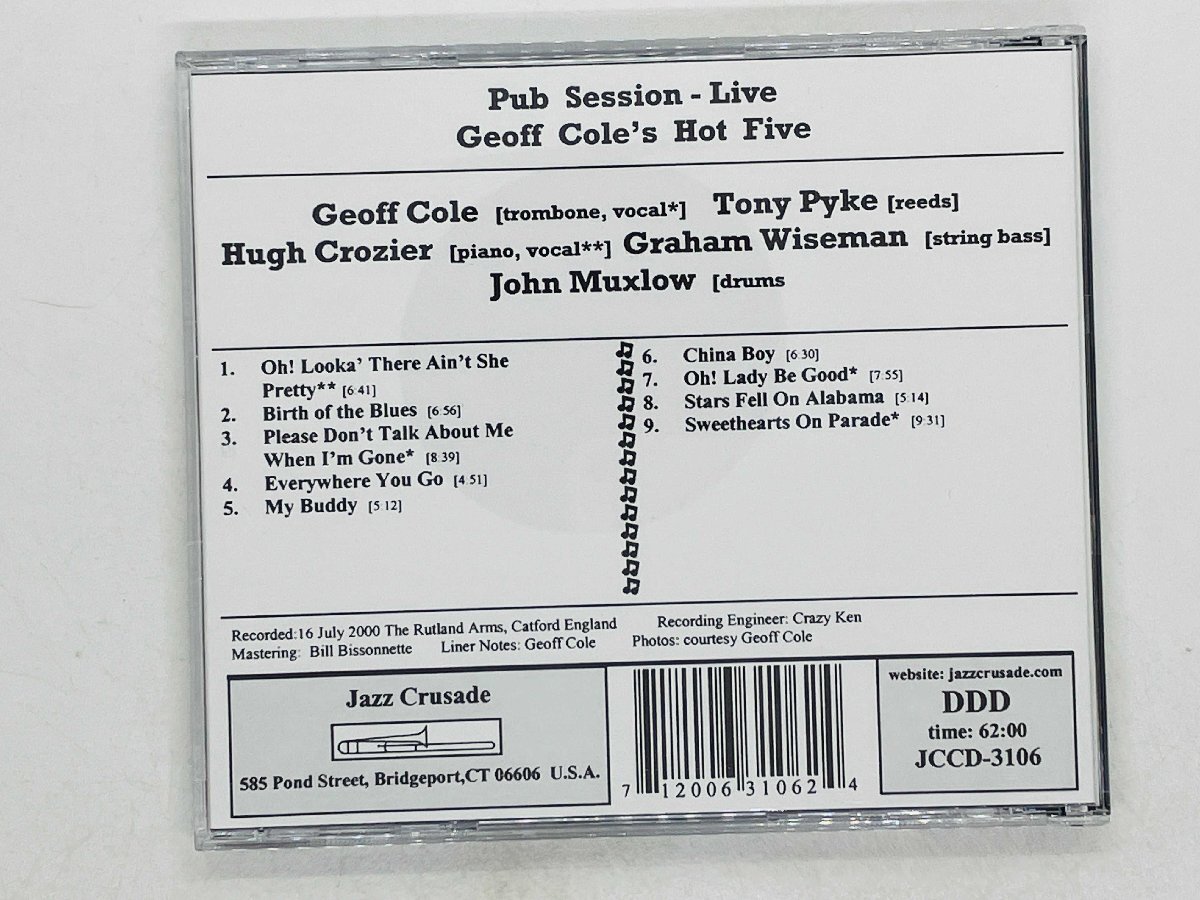 Pub Session - Live
Geoff Cole's Hot Five
Geoff Cole [trombone, vocal*] Tony Pyke [reeds]
Hugh Crozier [piano, vocal**] Graham Wiseman [string bass]
John Muxlow [drums
1. Oh! Looka' There Ain't She
Pretty** [6:41]
2. Birth of the Blues [6:56]
3. Please Don't Talk About Me
When I'm Gone* [8:39]
4. Everywhere You Go [4:51]
5. My Buddy [5:12]
6. China Boy [6:30]
7. Oh! Lady Be Good* [7:55]
8. Stars Fell On Alabama [5:14]
9. Sweethearts On Parade* [9:31]
Recorded:16 July 2000 The Rutland Arms, Catford England Recording Engineer: Crazy Ken
Mastering: Bill Bissonnette Liner Notes: Geoff Cole Photos: courtesy Geoff Cole
Jazz Crusade
585 Pond Street, Bridgeport,CT 06606 U.S.A.
7 12006 31062 4
website: jazzcrusade.com
DDD
time: 62:00
JCCD-3106